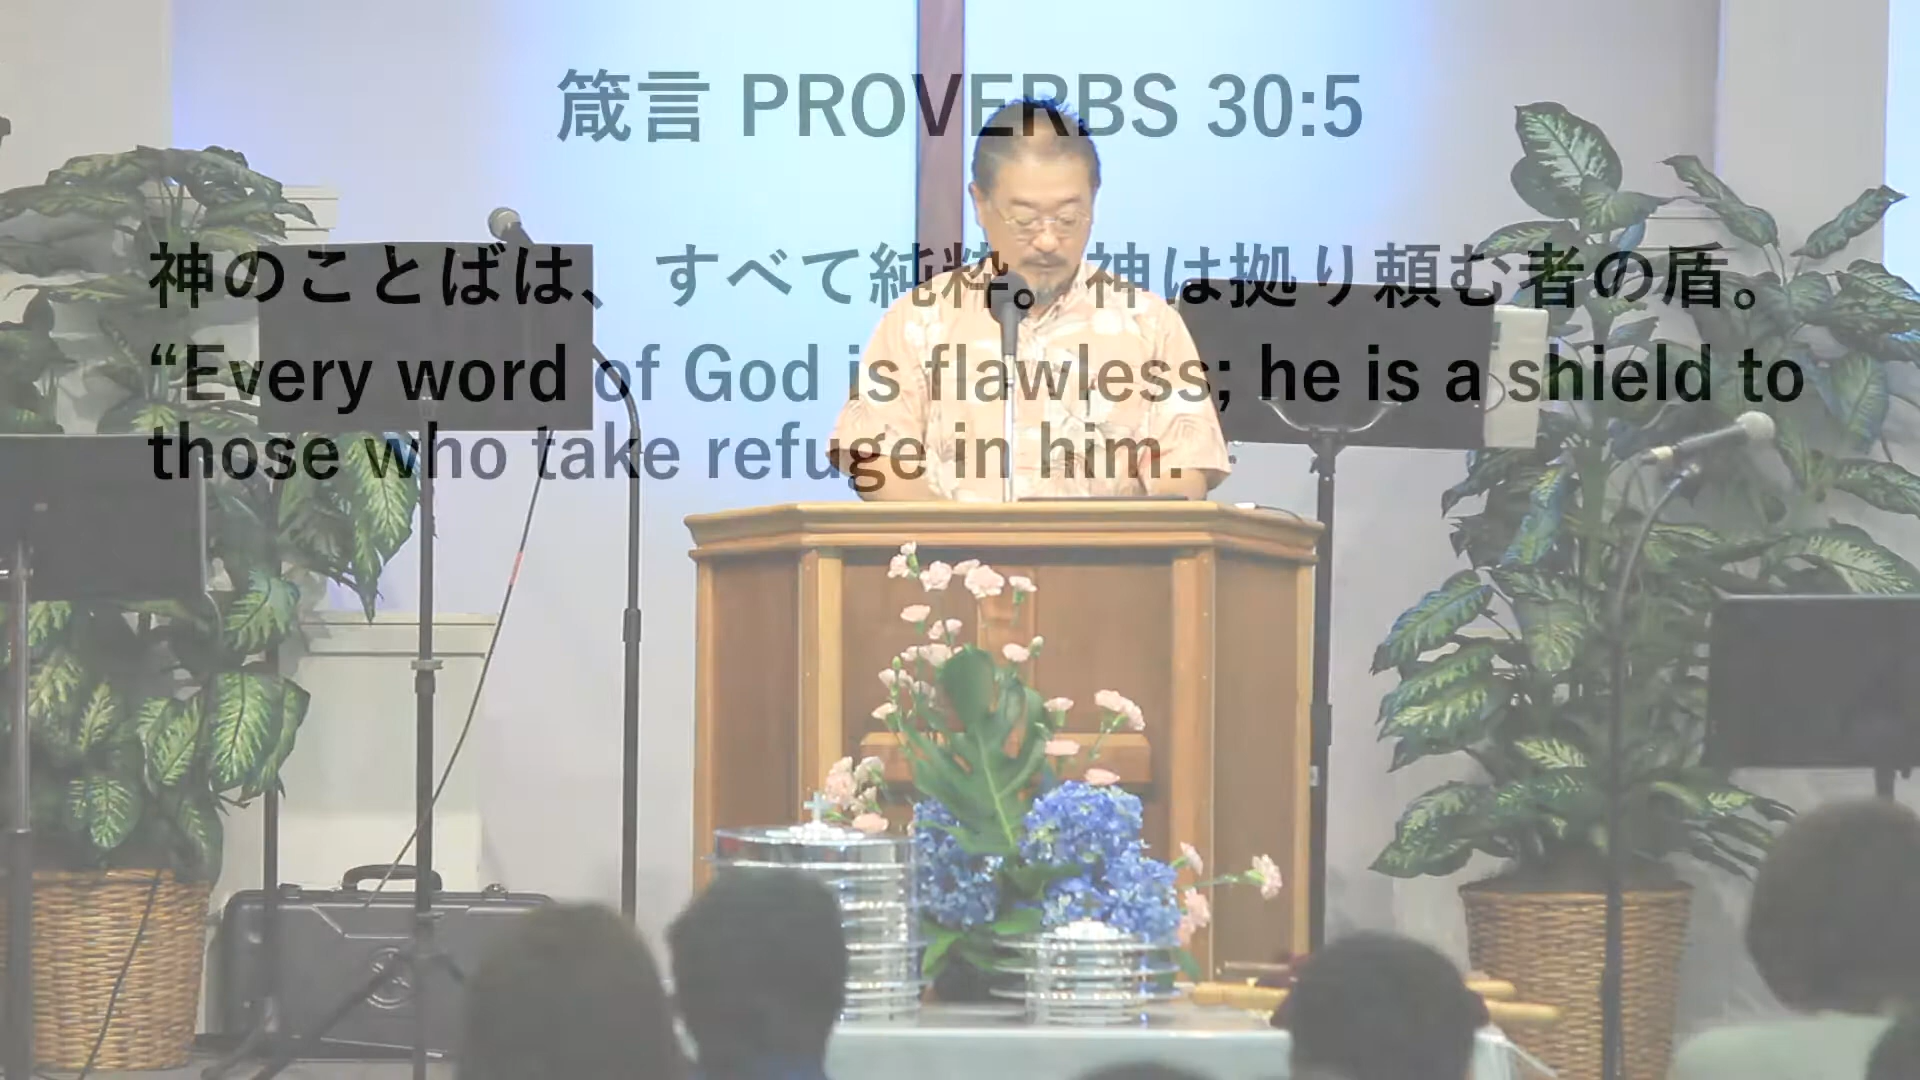 箴言 PROVERBS 30:5
神のことばは、すべて純粋。神は拠り頼む者の盾。
“Every word of God is flawless; he is a shield to
those who take refuge in him.